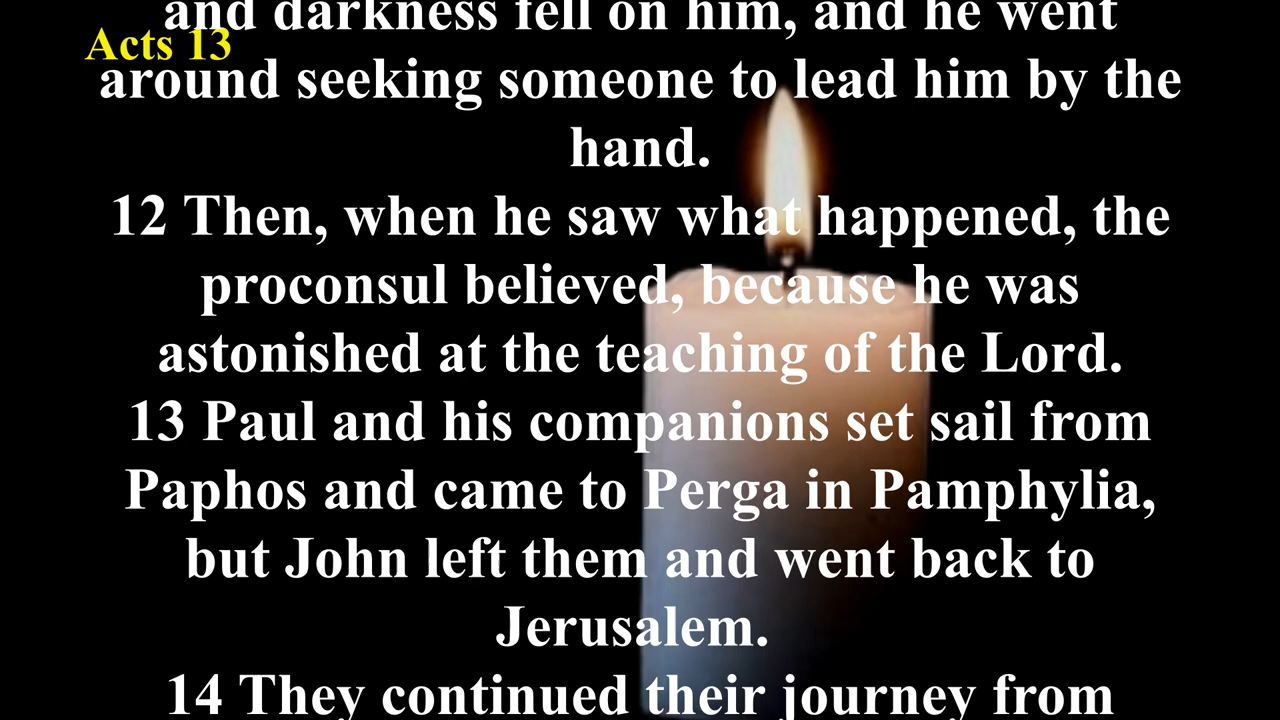 and darkness fell on him, and he went
Acts 13
around seeking someone to lead him by the
hand.
12 Then, when he saw what happened, the
proconsul believed, because he was
astonished at the teaching of the Lord.
13 Paul and his companions set sail from
Paphos and came to Perga in Pamphylia,
but John left them and went back to
Jerusalem.
14 They continued their journey from